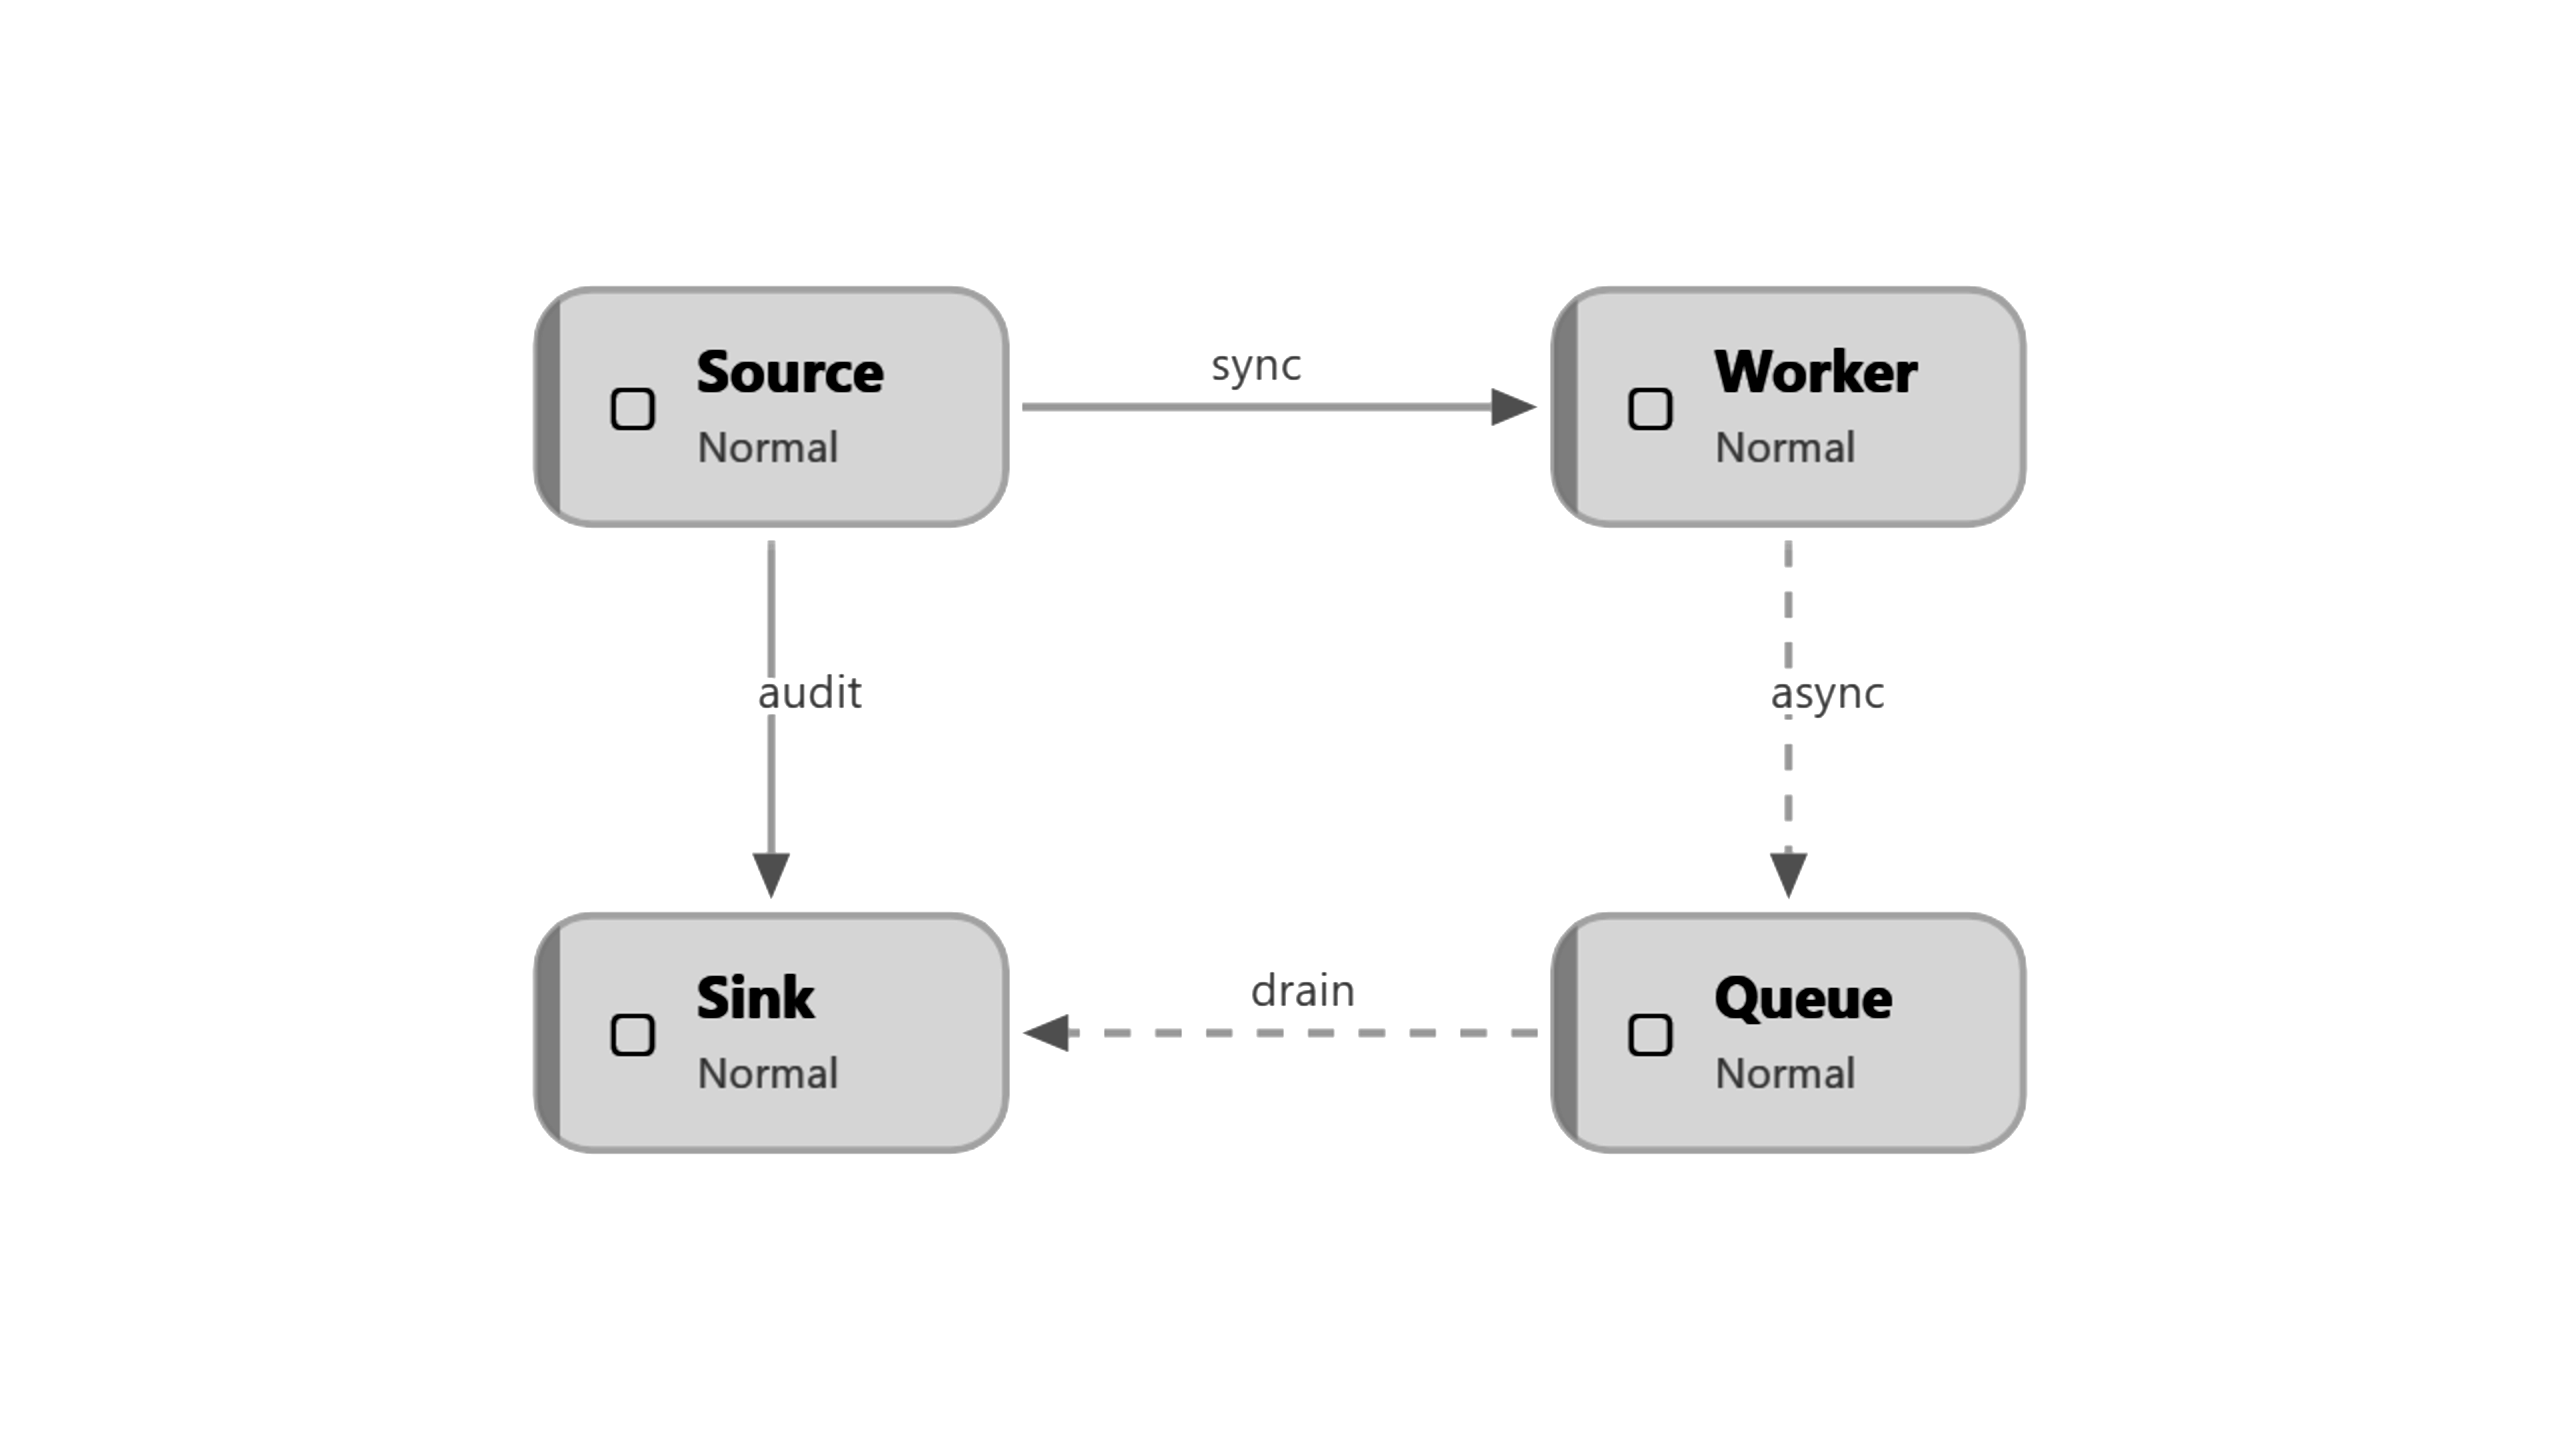 Source
Normal
sync
Worker
Normal
audit
async
Sink
Normal
drain
Queue
Normal